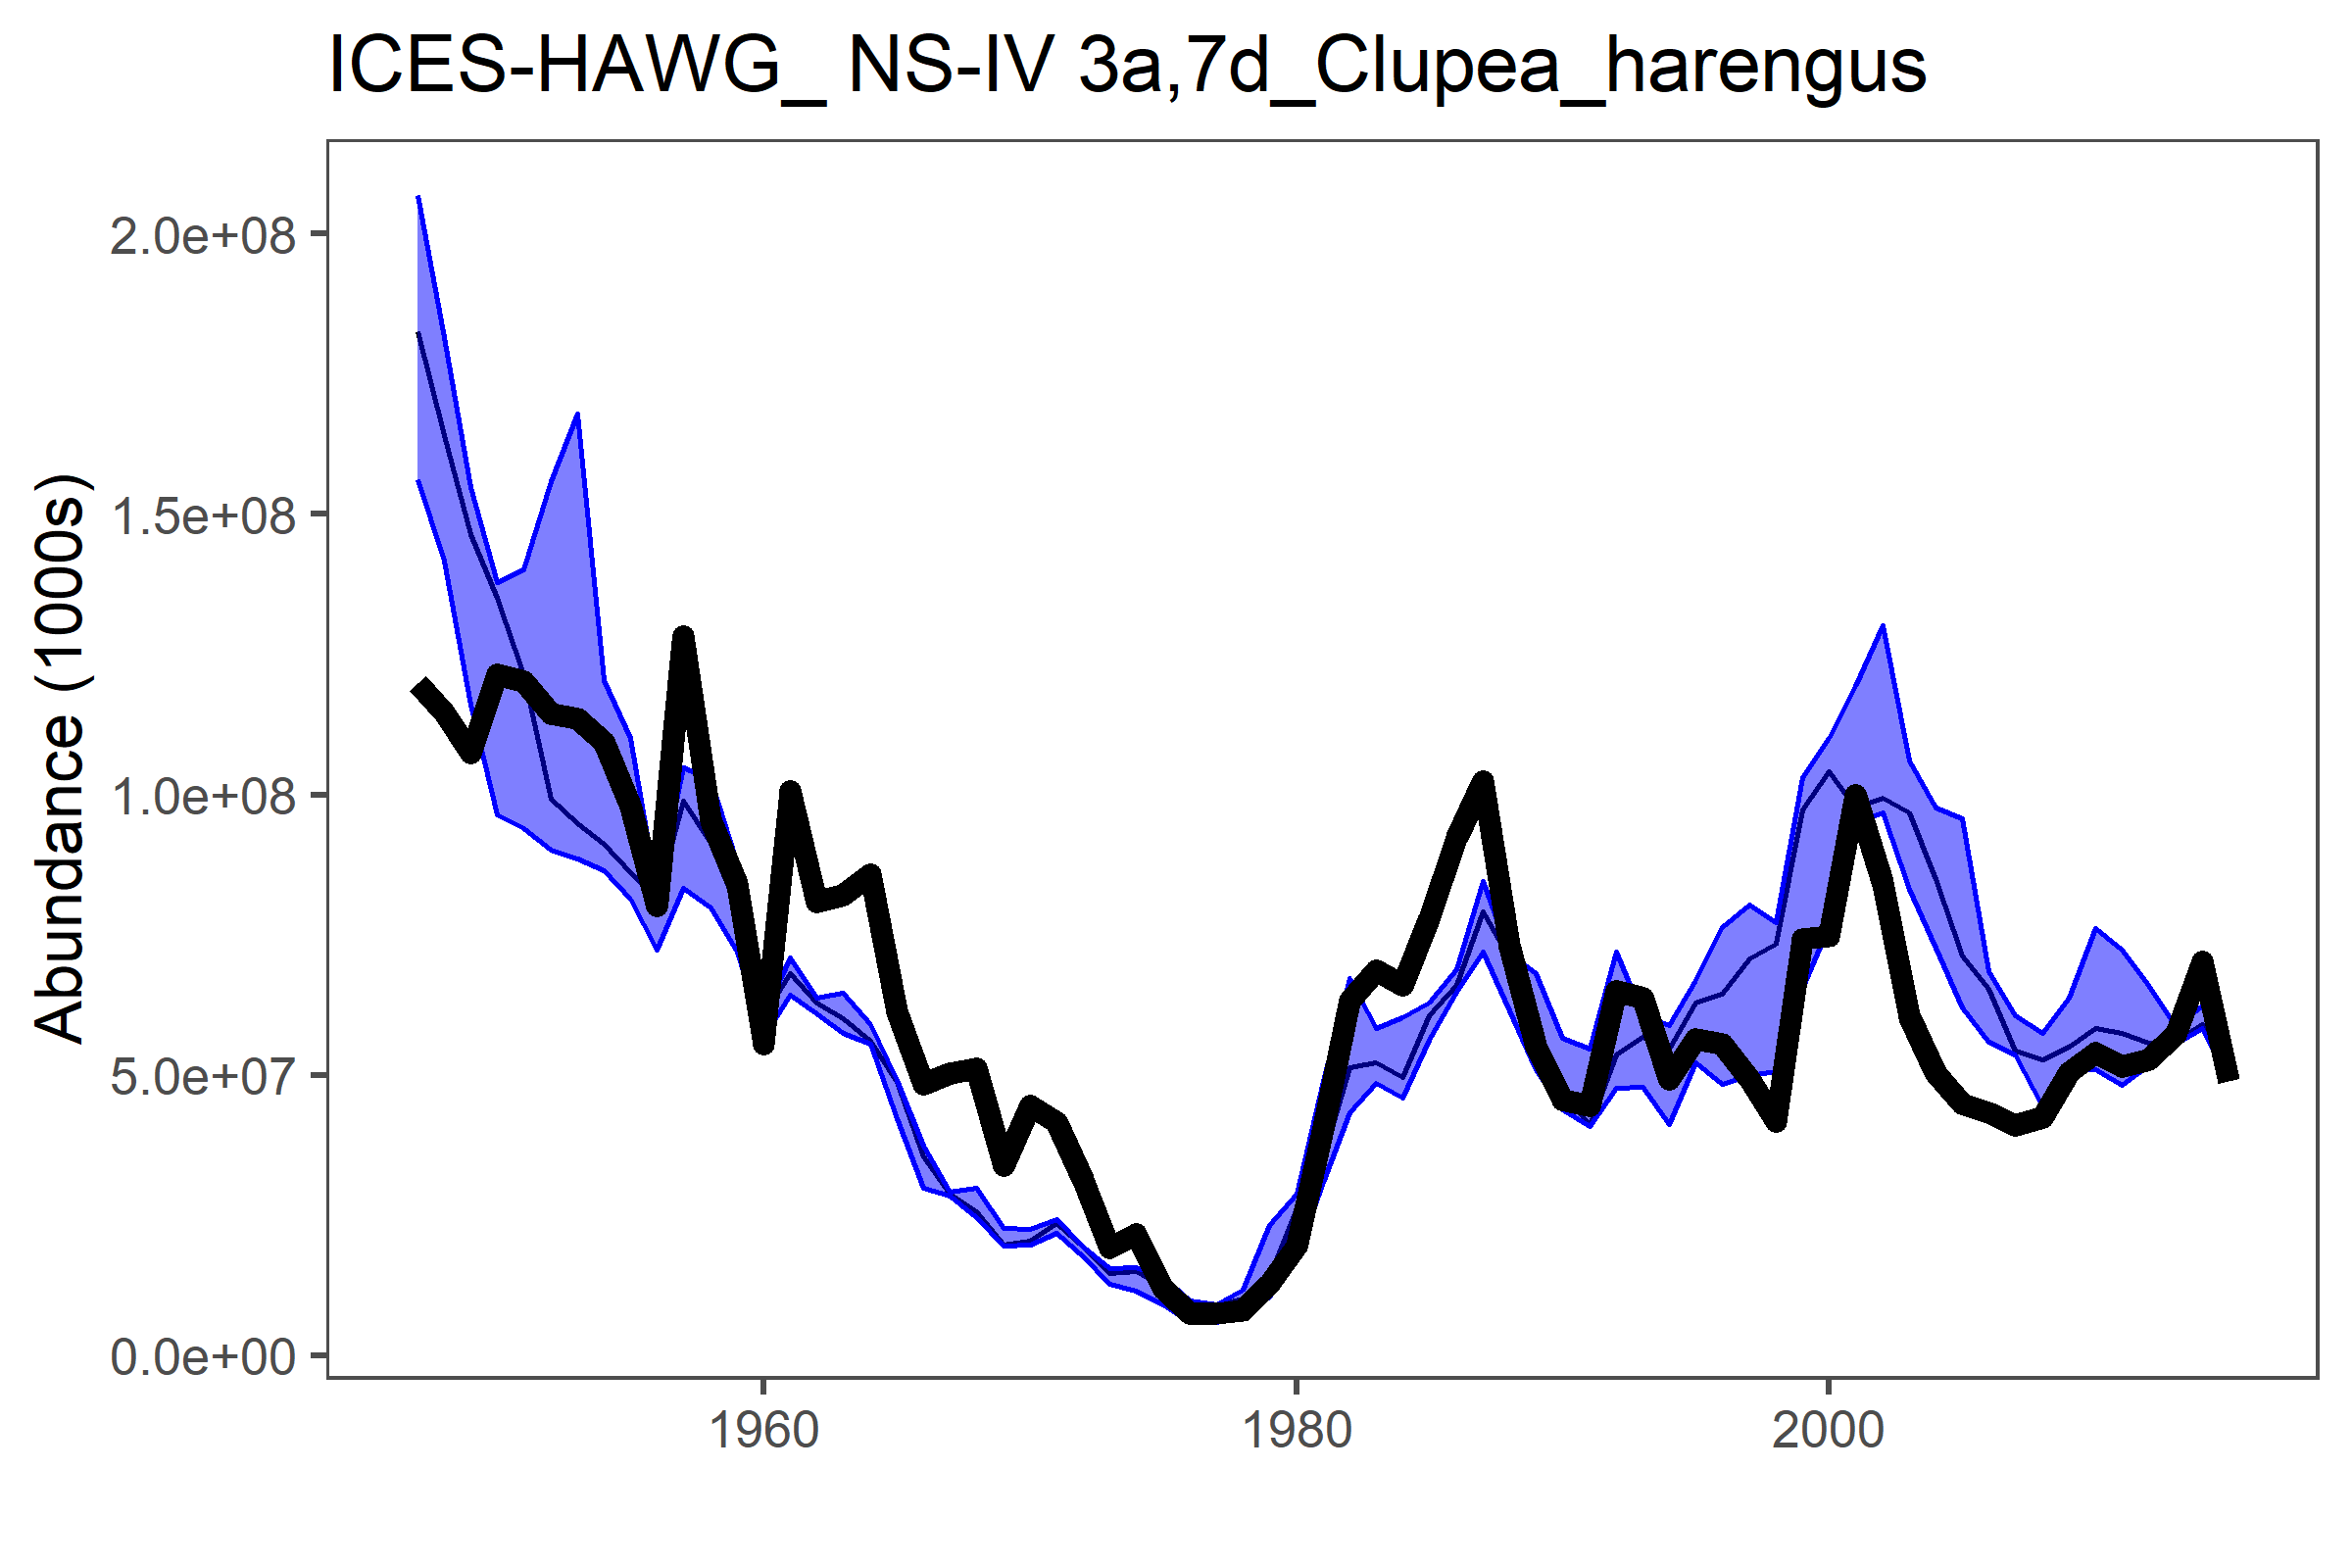 ICES-HAWG_ NS-IV 3a,7d_Clupea_harengus
Abundance (1000s)
2.0e+08
1.5e+08
1.0e+08
5.0e+07
0.0e+00
1960
1980
2000